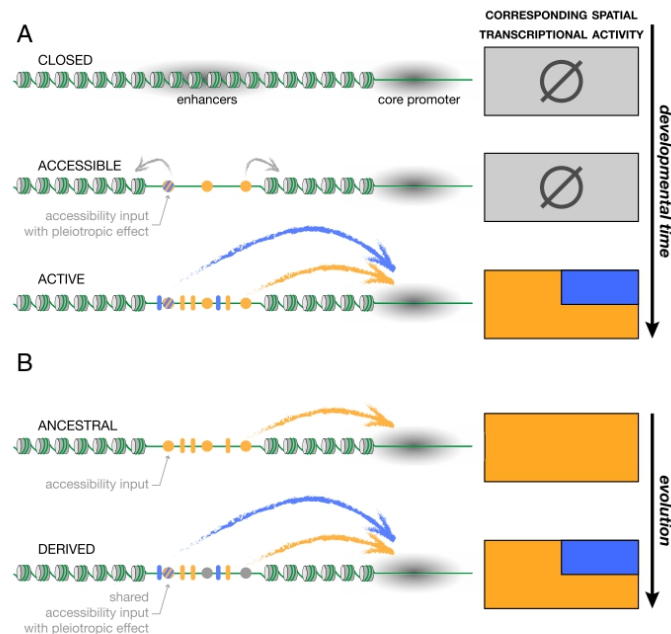 A
CORRESPONDING SPATIAL
TRANSCRIPTIONAL ACTIVITY
CLOSED
enhancers
core promoter
ACCESSIBLE
accessibility input
with pleiotropic effect
ACTIVE
developmental time
B
ANCESTRAL
accessibility input
DERIVED
shared
accessibility input
with pleiotropic effect
evolution